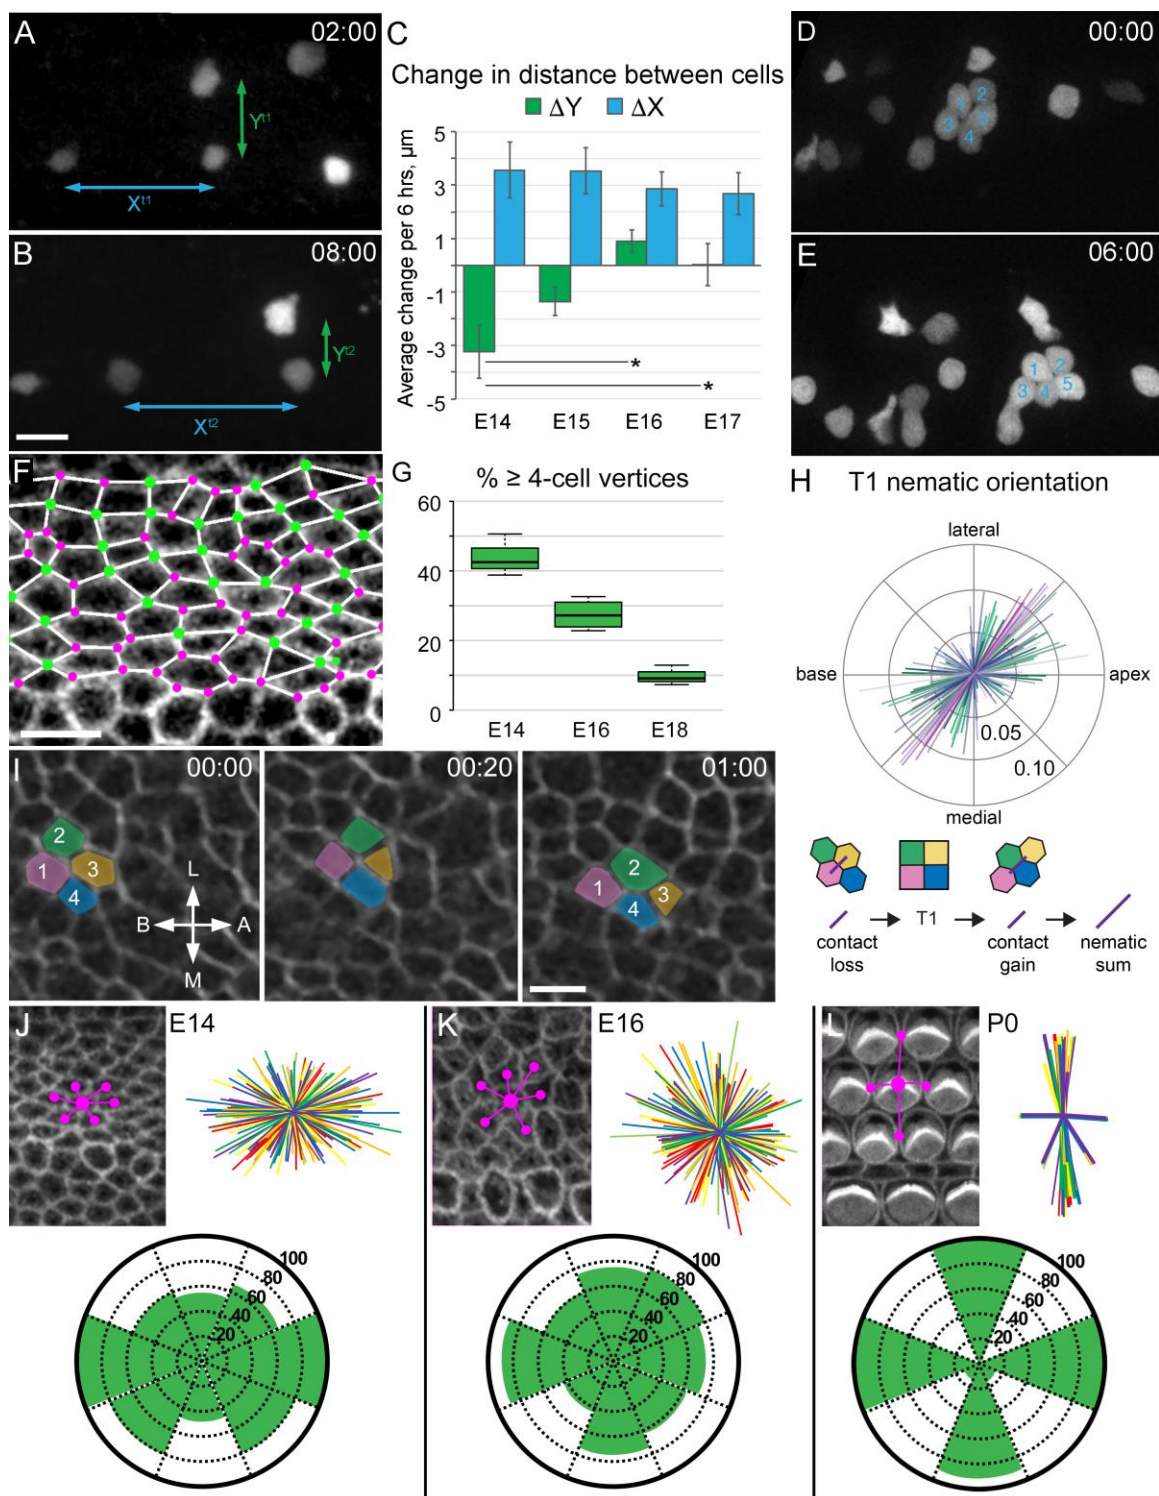 A
02:00
Y^t1
X^t1
B
08:00
Y^t2
X^t2
C
Change in distance between cells
ΔY
ΔX
Average change per 6 hrs, μm
5
3
1
-1
-3
-5
*
*
E14
E15
E16
E17
D
00:00
1
2
3
5
4
E
06:00
1
2
3
4
5
F
G
% ≥ 4-cell vertices
60
40
20
0
E14
E16
E18
H
T1 nematic orientation
lateral
base
apex
0.05
0.10
medial
contact loss
T1
contact gain
nematic sum
I
00:00
2
1
3
4
L
B
A
M
00:20
01:00
2
1
3
4
J
E14
100
80
60
40
20
K
E16
100
80
60
40
20
L
P0
100
80
60
40
20